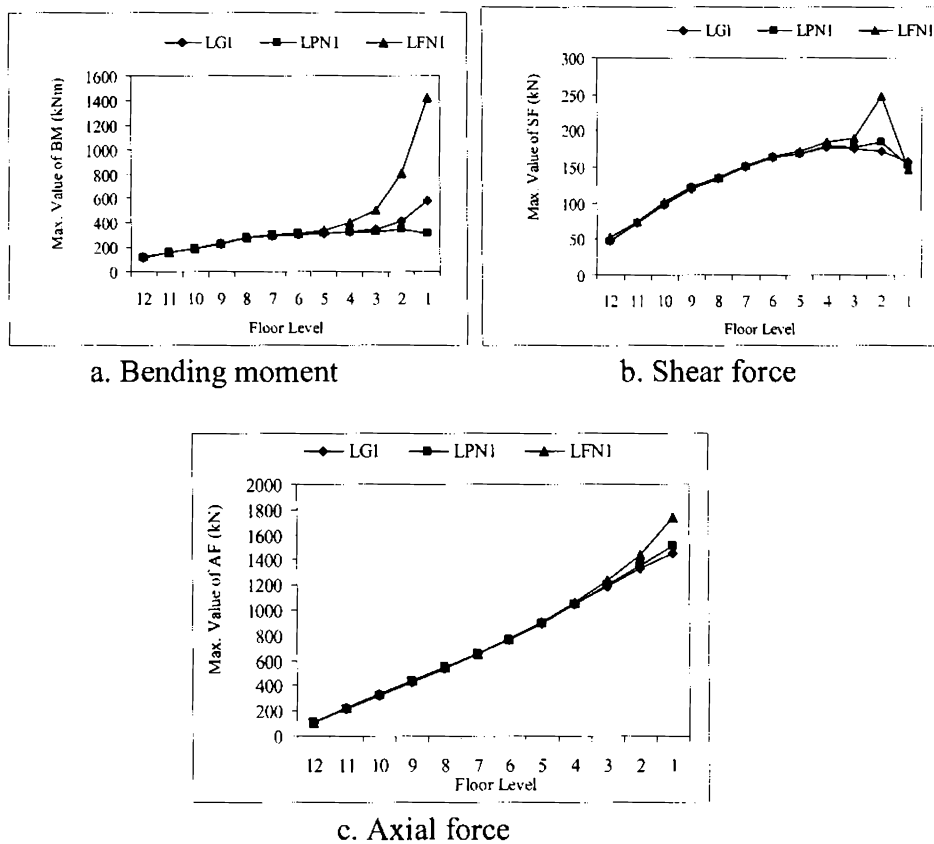 LG1 LPN1 LFN1
Max. Value of BM (kNm)
1600
1400
1200
1000
800
600
400
200
0
12 11 10 9 8 7 6 5 4 3 2 1
Floor Level
a. Bending moment
LG1 LPN1 LFN1
Max. Value of SF (kN)
300
250
200
150
100
50
0
12 11 10 9 8 7 6 5 4 3 2 1
Floor Level
b. Shear force
LG1 LPN1 LFN1
Max. Value of AF (kN)
2000
1800
1600
1400
1200
1000
800
600
400
200
0
12 11 10 9 8 7 6 5 4 3 2 1
Floor Level
c. Axial force